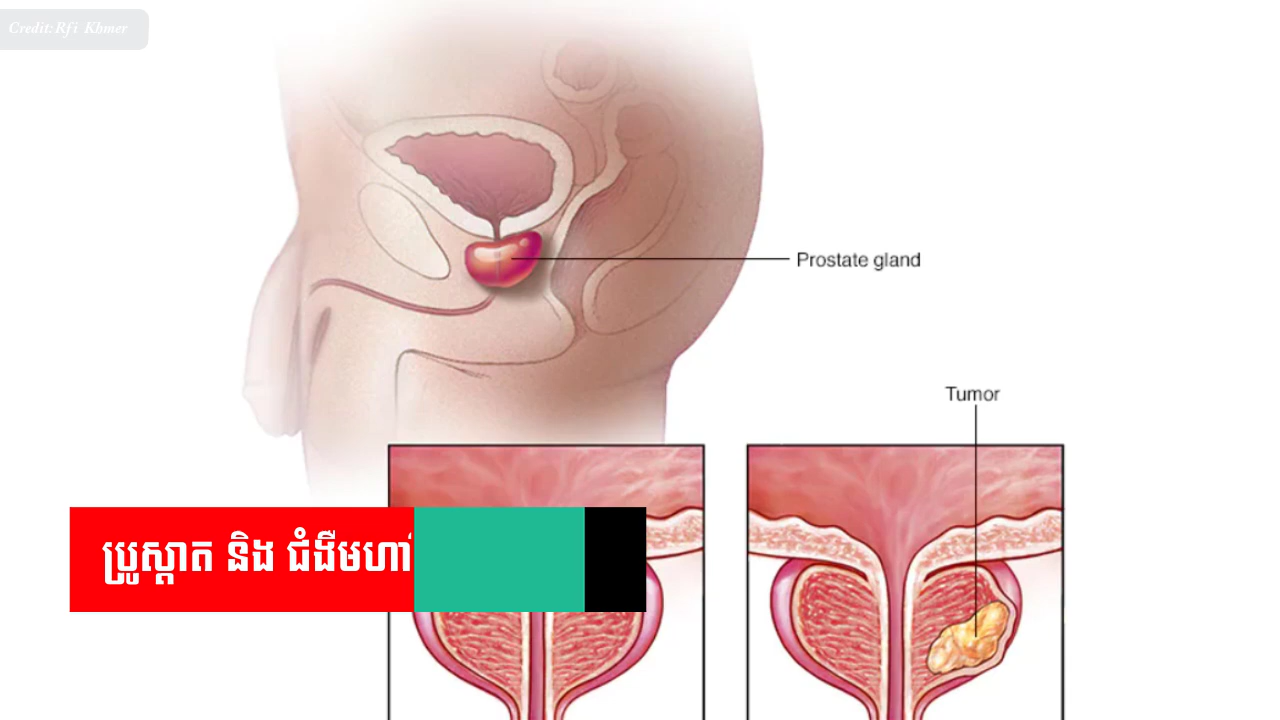 Credit:Rfi Khmer
Prostate gland
Tumor
ប្រូស្តាត និង ជំងឺមហា